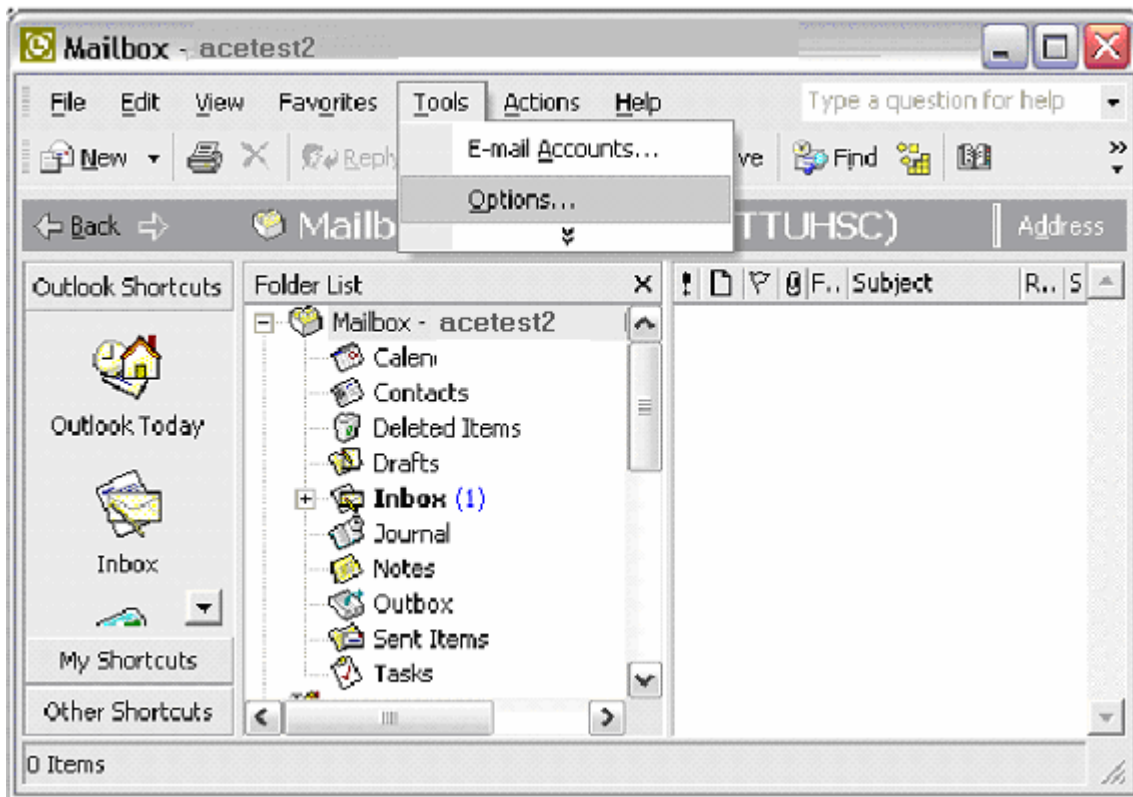 Mailbox - acetest2
File Edit View Favorites Tools Actions Help Type a question for help
New Reply ve Find
E-mail Accounts...
Options...
Back Mailb TTUHSC) Address
Outlook Shortcuts
Folder List
! F.. Subject R.. S
Mailbox - acetest2
Calen
Contacts
Deleted Items
Drafts
Inbox (1)
Journal
Notes
Outbox
Sent Items
Tasks
Outlook Today
Inbox
My Shortcuts
Other Shortcuts
0 Items